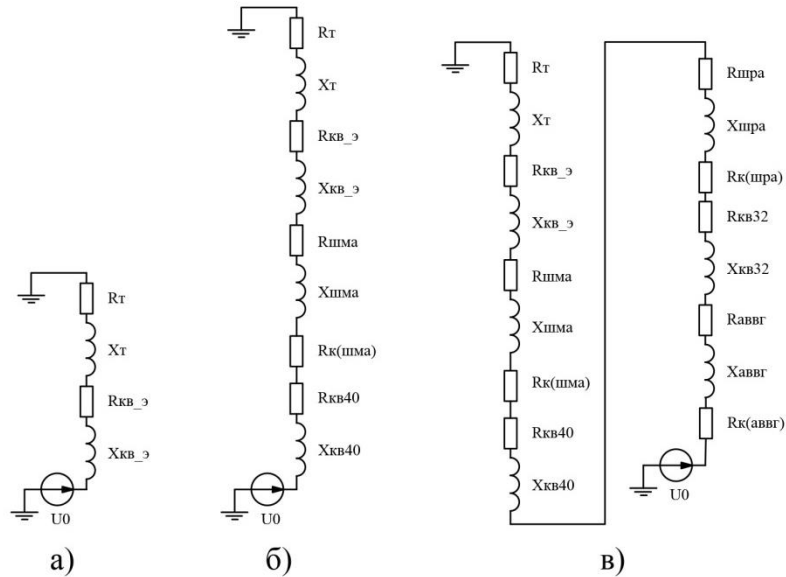 Rт
Xт
Rкв_э
Xкв_э
U0
а)
Rт
Xт
Rкв_э
Xкв_э
Rшма
Xшма
Rк(шма)
Rкв40
Xкв40
U0
б)
Rт
Xт
Rкв_э
Xкв_э
Rшма
Xшма
Rк(шма)
Rкв40
Xкв40
Rшра
Xшра
Rк(шра)
Rкв32
Xкв32
Rаввг
Xаввг
Rк(аввг)
U0
в)